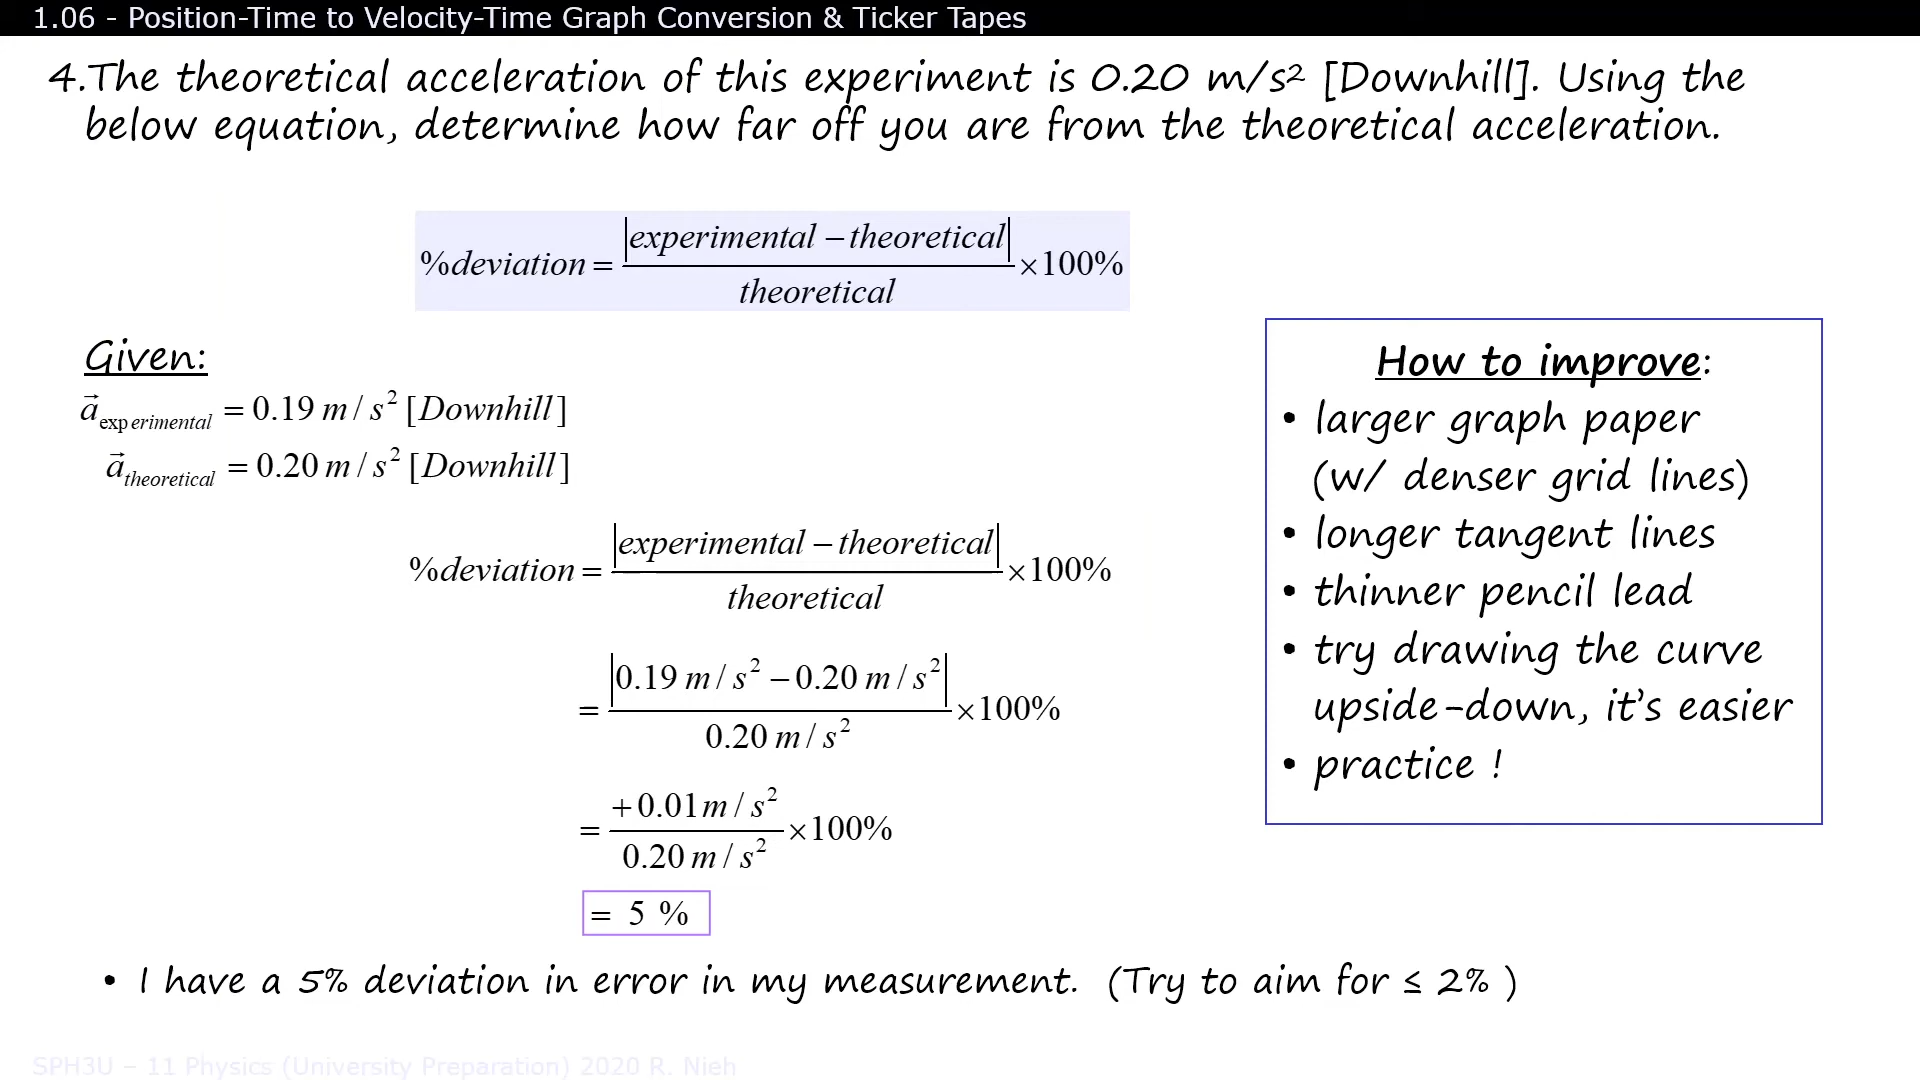 1.06 - Position-Time to Velocity-Time Graph Conversion & Ticker Tapes
4.The theoretical acceleration of this experiment is 0.20 m/s² [Downhill]. Using the
below equation, determine how far off you are from the theoretical acceleration.
%deviation = |experimental − theoretical| / theoretical ×100%
Given:
a⃗ experimental = 0.19 m / s² [Downhill]
a⃗ theoretical = 0.20 m / s² [Downhill]
%deviation = |experimental − theoretical| / theoretical ×100%
= |0.19 m / s² − 0.20 m / s²| / 0.20 m / s² ×100%
= +0.01 m / s² / 0.20 m / s² ×100%
= 5 %
How to improve:
• larger graph paper
(w/ denser grid lines)
• longer tangent lines
• thinner pencil lead
• try drawing the curve
upside-down, it's easier
• practice !
• I have a 5% deviation in error in my measurement. (Try to aim for ≤ 2% )
SPH3U – 11 Physics (University Preparation) 2020 R. Nieh